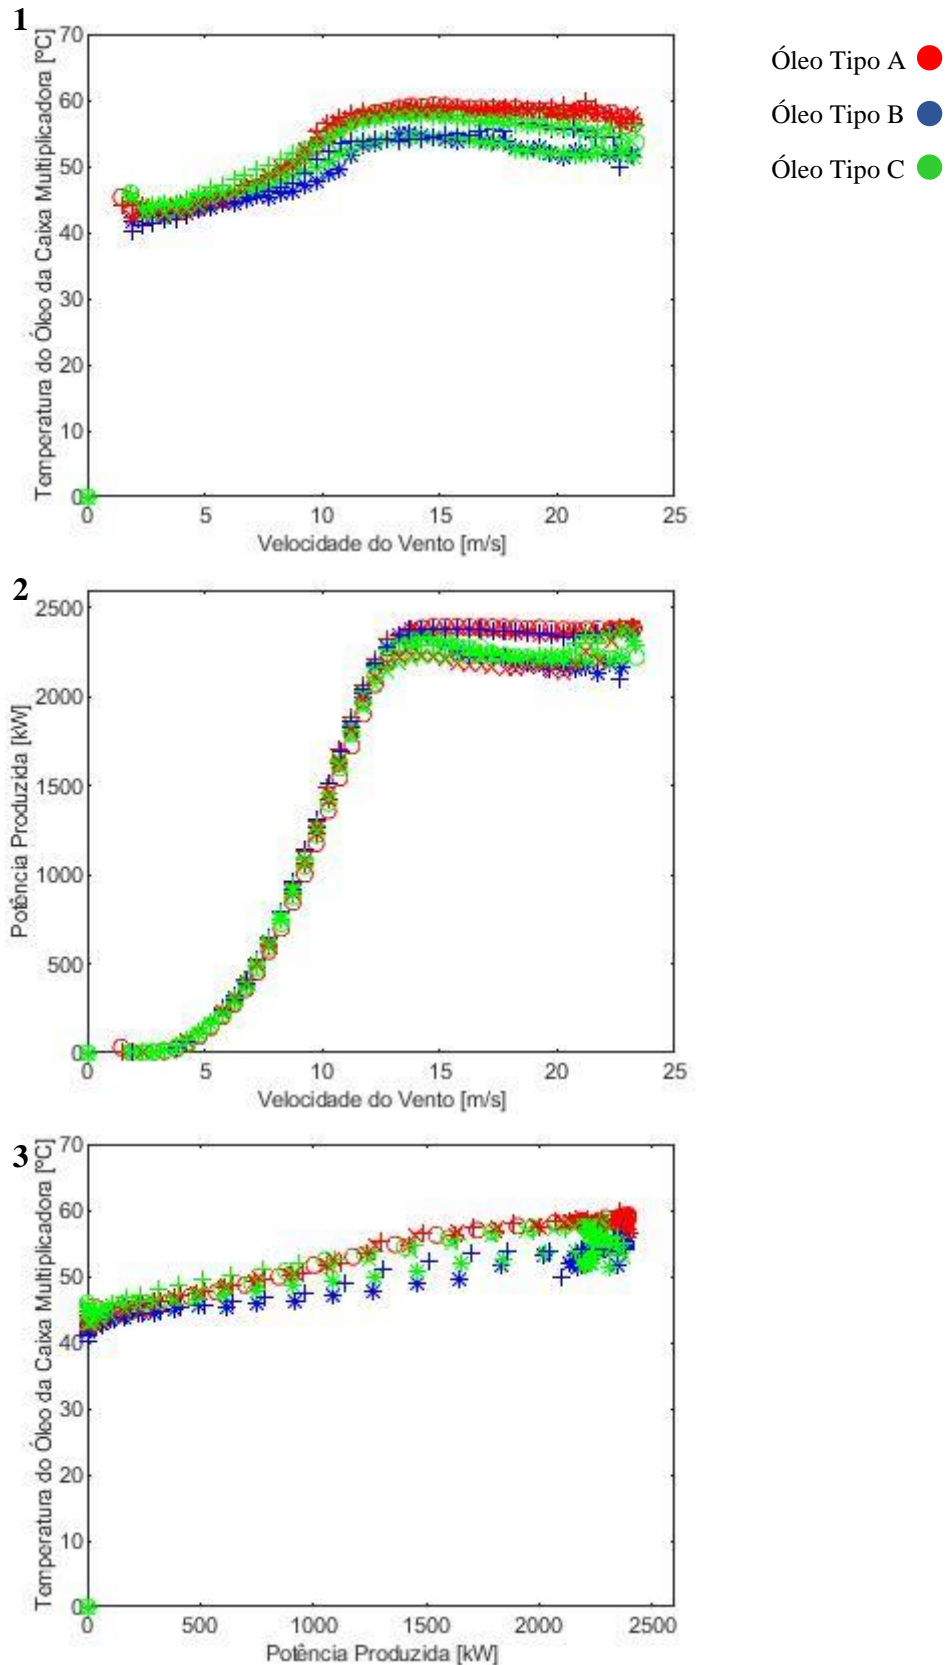 1
Óleo Tipo A
Óleo Tipo B
Óleo Tipo C
Temperatura do Óleo da Caixa Multiplicadora [ºC]
70
60
50
40
30
20
10
0
0 5 10 15 20 25
Velocidade do Vento [m/s]
2
Potência Produzida [kW]
2500
2000
1500
1000
500
0
0 5 10 15 20 25
Velocidade do Vento [m/s]
3
Temperatura do Óleo da Caixa Multiplicadora [ºC]
70
60
50
40
30
20
10
0
0 500 1000 1500 2000 2500
Potência Produzida [kW]